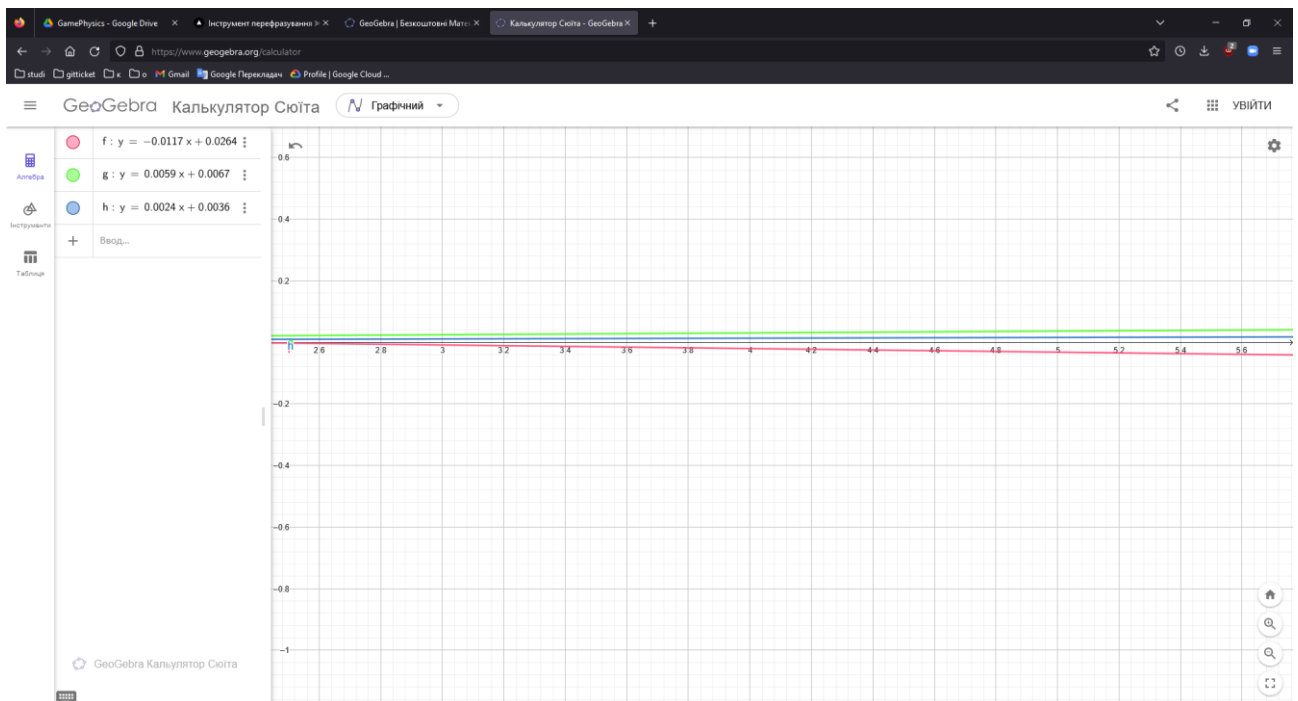 GamePhysics - Google Drive
Інструмент перефразування
GeoGebra | Безкоштовні Мате
Калькулятор Сюїта - GeoGebra
https://www.geogebra.org/calculator
2
studi gitticket к о Gmail Google Перекладач Profile | Google Cloud ...
GeoGebra Калькулятор Сюїта Графічний УВІЙТИ
Алгебра
Інструменти
Таблиця
f : y = −0.0117 x + 0.0264
g : y = 0.0059 x + 0.0067
h : y = 0.0024 x + 0.0036
Ввод...
0.6
0.4
0.2
h
2.6 2.8 3 3.2 3.4 3.6 3.8 4 4.2 4.4 4.6 4.8 5 5.2 5.4 5.6
−0.2
−0.4
−0.6
−0.8
−1
GeoGebra Калькулятор Сюїта